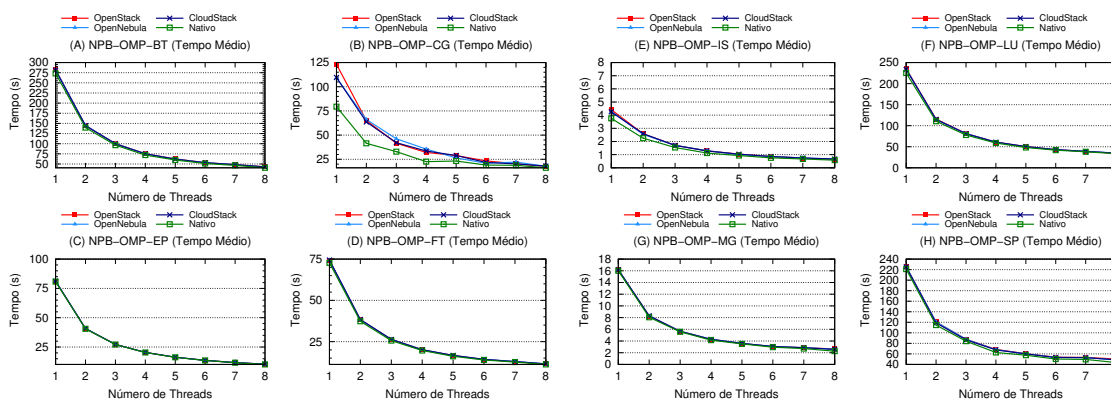 OpenStack CloudStack
OpenNebula Nativo
(A) NPB-OMP-BT (Tempo Médio)
Tempo (s)
300
275
250
225
200
175
150
125
100
75
50
1 2 3 4 5 6 7 8
Número de Threads
OpenStack CloudStack
OpenNebula Nativo
(B) NPB-OMP-CG (Tempo Médio)
Tempo (s)
125
100
75
50
25
1 2 3 4 5 6 7 8
Número de Threads
OpenStack CloudStack
OpenNebula Nativo
(E) NPB-OMP-IS (Tempo Médio)
Tempo (s)
8
7
6
5
4
3
2
1
0
1 2 3 4 5 6 7 8
Número de Threads
OpenStack CloudStack
OpenNebula Nativo
(F) NPB-OMP-LU (Tempo Médio)
Tempo (s)
250
200
150
100
50
0
1 2 3 4 5 6 7
Número de Threads
OpenStack CloudStack
OpenNebula Nativo
(C) NPB-OMP-EP (Tempo Médio)
Tempo (s)
100
75
50
25
1 2 3 4 5 6 7 8
Número de Threads
OpenStack CloudStack
OpenNebula Nativo
(D) NPB-OMP-FT (Tempo Médio)
Tempo (s)
75
50
25
1 2 3 4 5 6 7 8
Número de Threads
OpenStack CloudStack
OpenNebula Nativo
(G) NPB-OMP-MG (Tempo Médio)
Tempo (s)
18
16
14
12
10
8
6
4
2
0
1 2 3 4 5 6 7 8
Número de Threads
OpenStack CloudStack
OpenNebula Nativo
(H) NPB-OMP-SP (Tempo Médio)
Tempo (s)
240
220
200
180
160
140
120
100
80
60
40
1 2 3 4 5 6 7
Número de Threads